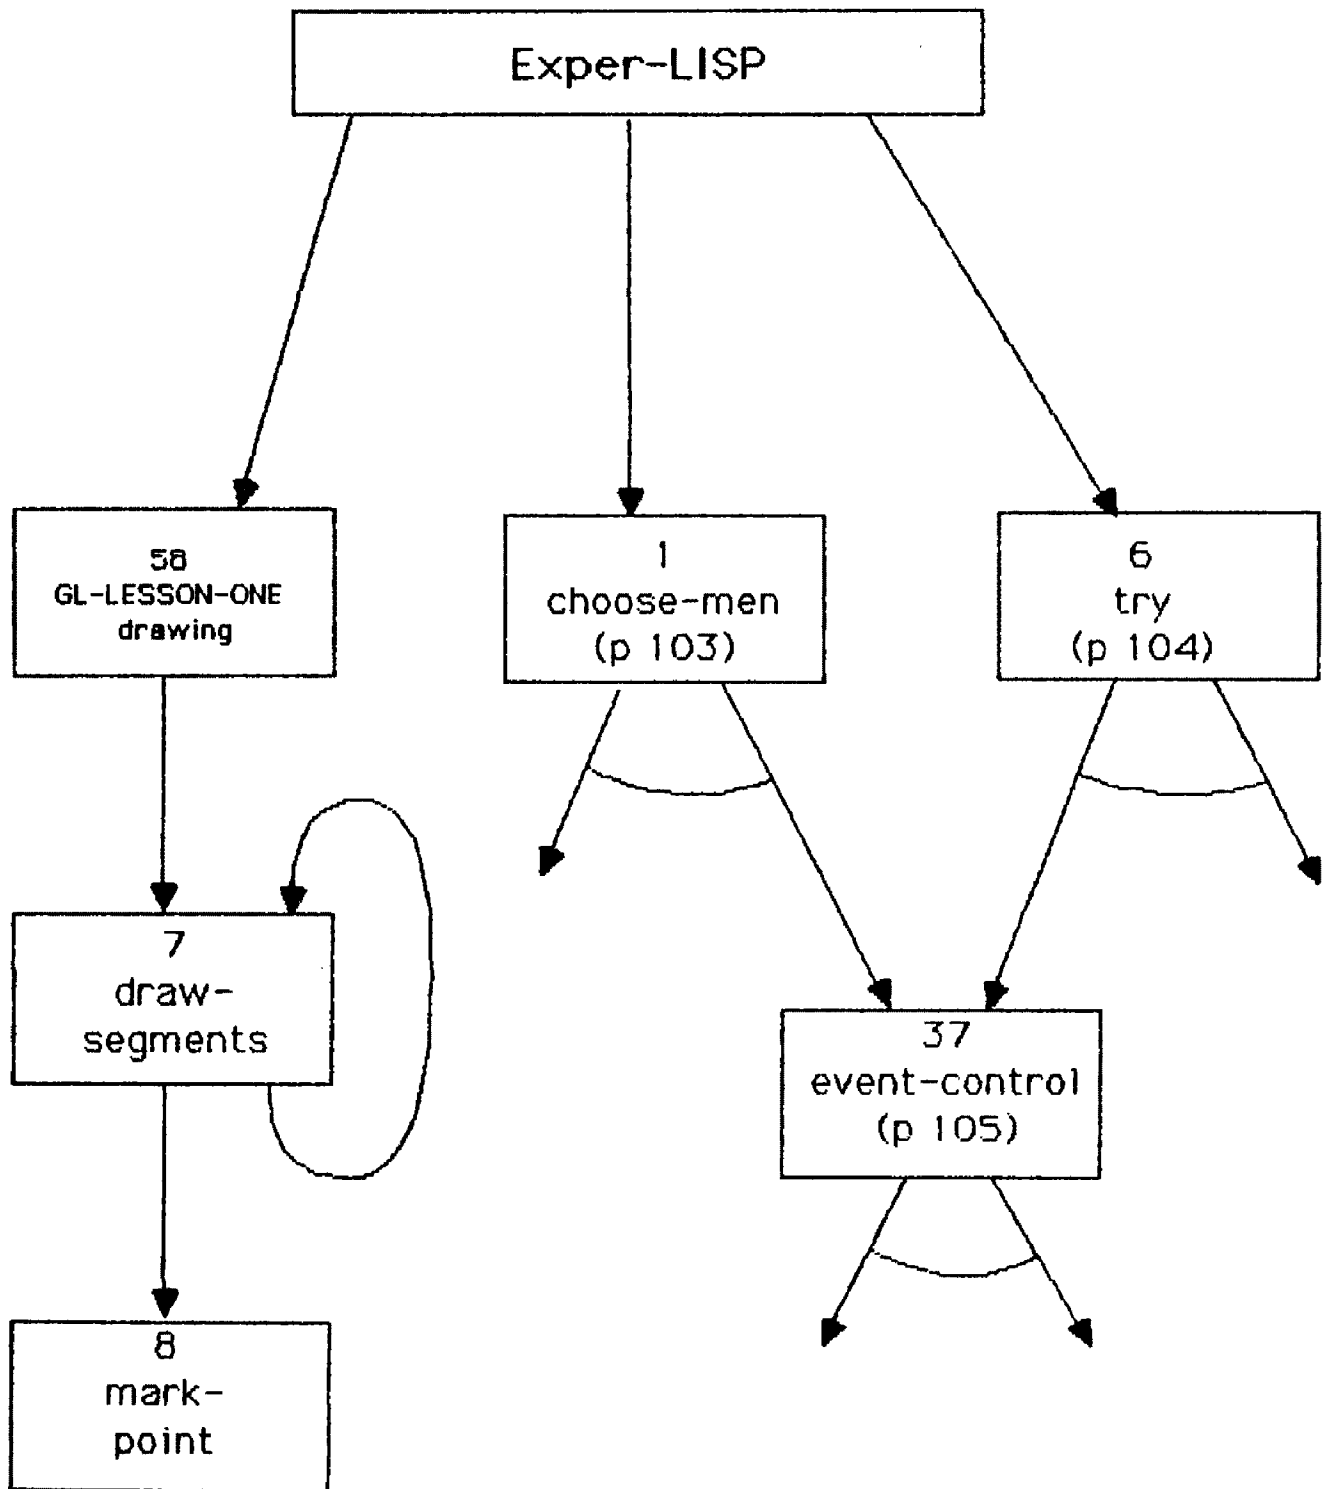 Exper-LISP
58
GL-LESSON-ONE
drawing
1
choose-men
(p 103)
6
try
(p 104)
7
draw-
segments
37
event-control
(p 105)
8
mark-
point